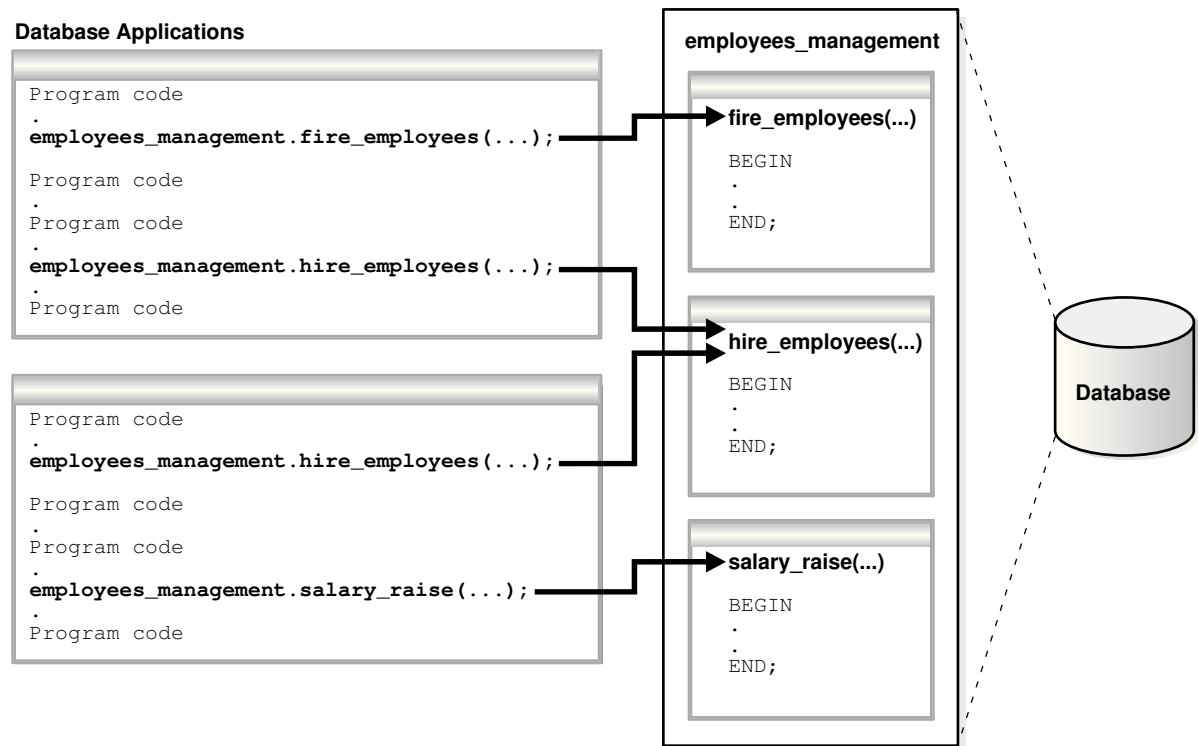 Database Applications
Program code
.
employees_management.fire_employees(...);
Program code
.
Program code
.
employees_management.hire_employees(...);
.
Program code
Program code
.
employees_management.hire_employees(...);
Program code
.
Program code
.
employees_management.salary_raise(...);
.
Program code
employees_management
fire_employees(...)
BEGIN
.
.
END;
hire_employees(...)
BEGIN
.
.
END;
salary_raise(...)
BEGIN
.
.
END;
Database